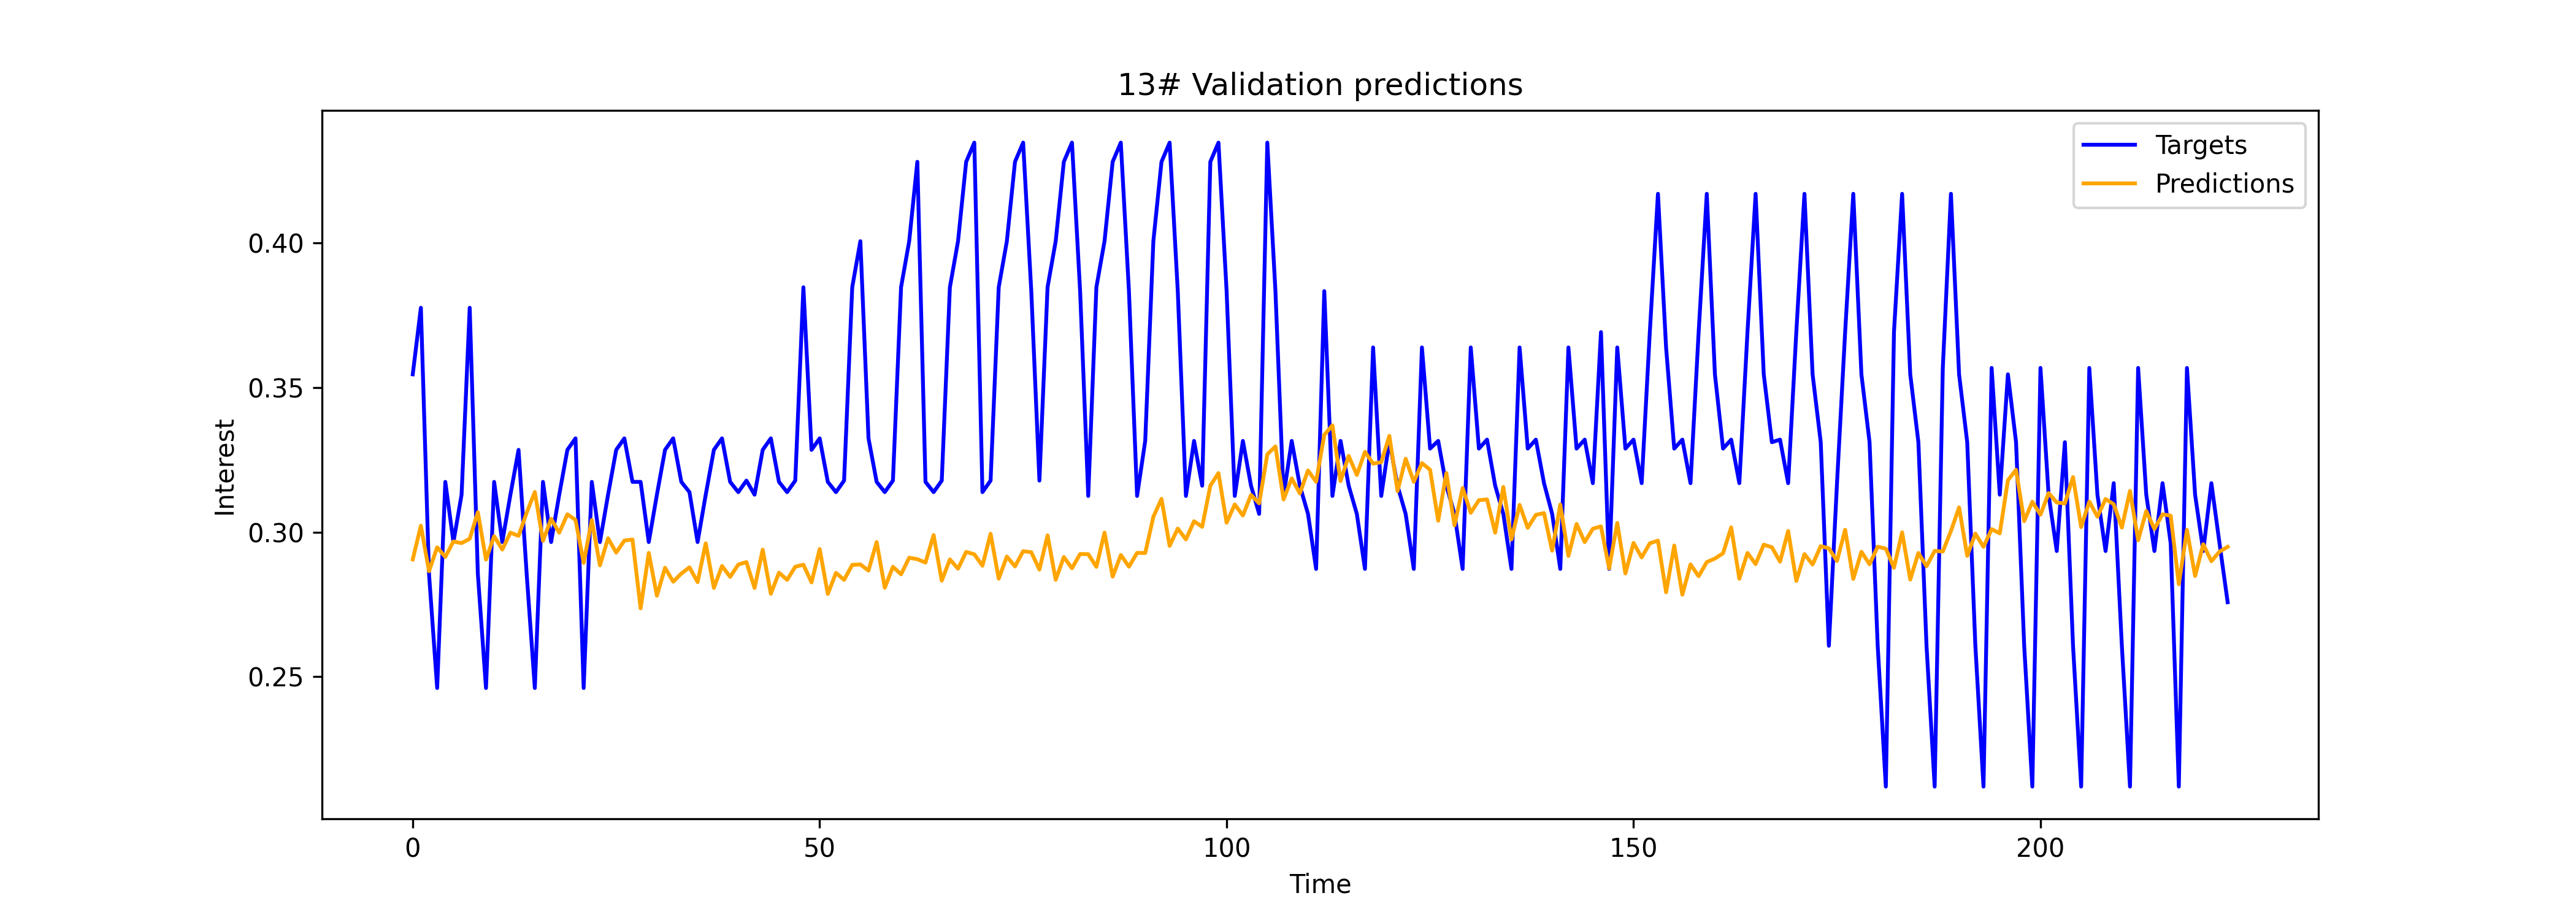 13# Validation predictions
Targets
Predictions
0.40
0.35
0.30
0.25
Interest
0 50 100 150 200
Time